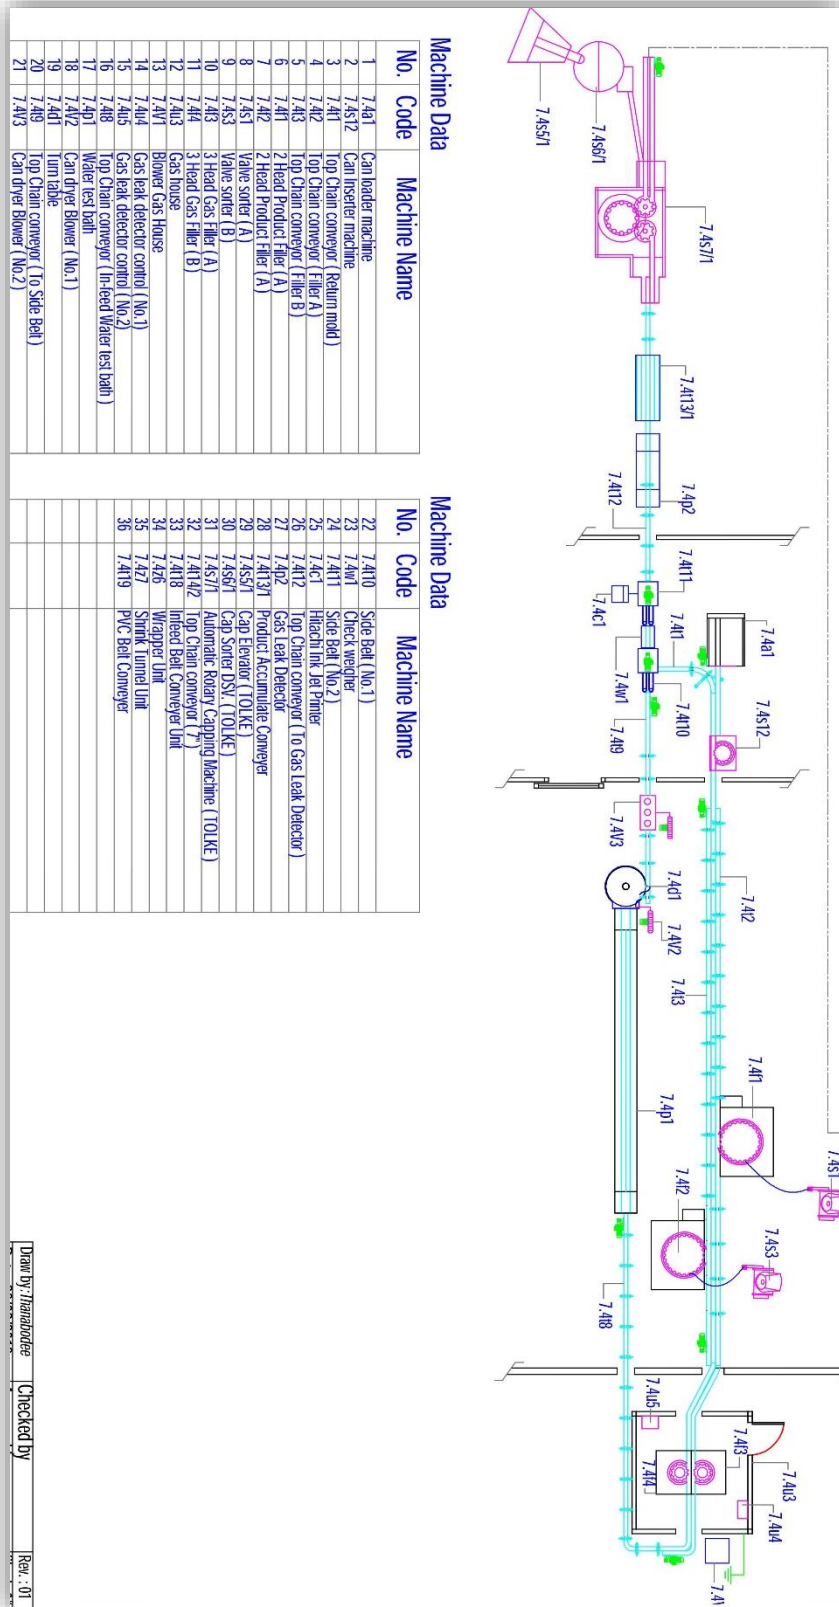 7.4s5/1
7.4s6/1
7.4s7/1
7.4t13/1
7.4p2
7.4t12
7.4t11
7.4c1
7.4t1
7.4w1
7.4a1
7.4t10
7.4t9
7.4s12
7.4V3
7.4d1
7.4V2
7.4t2
7.4t3
7.4p1
7.4f1
7.4f2
7.4s1
7.4s3
7.4t8
7.4u5
7.4f3
7.4f4
7.4u3
7.4u4
Machine Data
No. Code Machine Name
1 7.4a1 Can loader machine
2 7.4s12 Can inserter machine
3 7.4t1 Top Chain conveyor ( Return mold )
4 7.4t2 Top Chain conveyor ( Filler A )
5 7.4t3 Top Chain conveyor ( Filler B )
6 7.4f1 2 Head Product Filler ( A )
7 7.4f2 2 Head Product Filler ( A )
8 7.4s1 Valve sorter ( A )
9 7.4s3 Valve sorter ( B )
10 7.4f3 3 Head Gas Filler ( A )
11 7.4f4 3 Head Gas Filler ( B )
12 7.4u3 Gas house
13 7.4V1 Blower Gas House
14 7.4u4 Gas leak detector control ( No.1 )
15 7.4u5 Gas leak detector control ( No.2 )
16 7.4t8 Top Chain conveyor ( In-feed Water test bath )
17 7.4p1 Water test bath
18 7.4V2 Can dryer Blower ( No.1 )
19 7.4d1 Turn table
20 7.4t9 Top Chain conveyor ( To Side Belt )
21 7.4V3 Can dryer Blower ( No.2 )
Machine Data
No. Code Machine Name
22 7.4t10 Side Belt ( No.1 )
23 7.4w1 Check weigher
24 7.4t11 Side Belt ( No.2 )
25 7.4c1 Hitachi Ink Jet Printer
26 7.4t12 Top Chain conveyor ( To Gas Leak Detector )
27 7.4p2 Gas Leak Detector
28 7.4t13/1 Product Accumulate Conveyer
29 7.4s5/1 Cap Elevator ( TOLKE )
30 7.4s6/1 Cap Sorter DSV. ( TOLKE )
31 7.4s7/1 Automatic Rotary Capping Machine ( TOLKE )
32 7.4t14/2 Top Chain conveyor ( 7" )
33 7.4t18 Infeed Belt Conveyer Unit
34 7.4z6 Wrapper Unit
35 7.4z7 Shrink Tunnel Unit
36 7.4t19 PVC Belt Conveyer
Draw by.:Thanabodee
Checked by
Rev. : 01